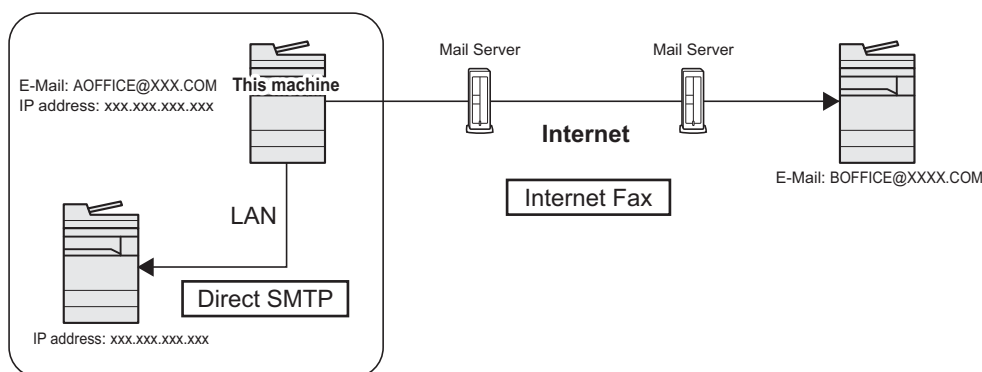 Mail Server
Mail Server
E-Mail: AOFFICE@XXX.COM
IP address: xxx.xxx.xxx.xxx
This machine
Internet
E-Mail: BOFFICE@XXXX.COM
Internet Fax
LAN
Direct SMTP
IP address: xxx.xxx.xxx.xxx